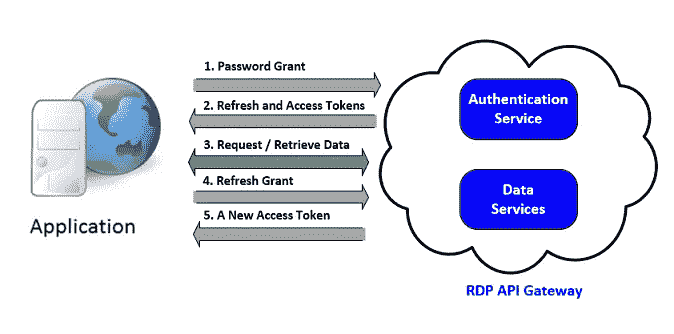 1. Password Grant
2. Refresh and Access Tokens
3. Request / Retrieve Data
4. Refresh Grant
5. A New Access Token
Application
Authentication
Service
Data
Services
RDP API Gateway